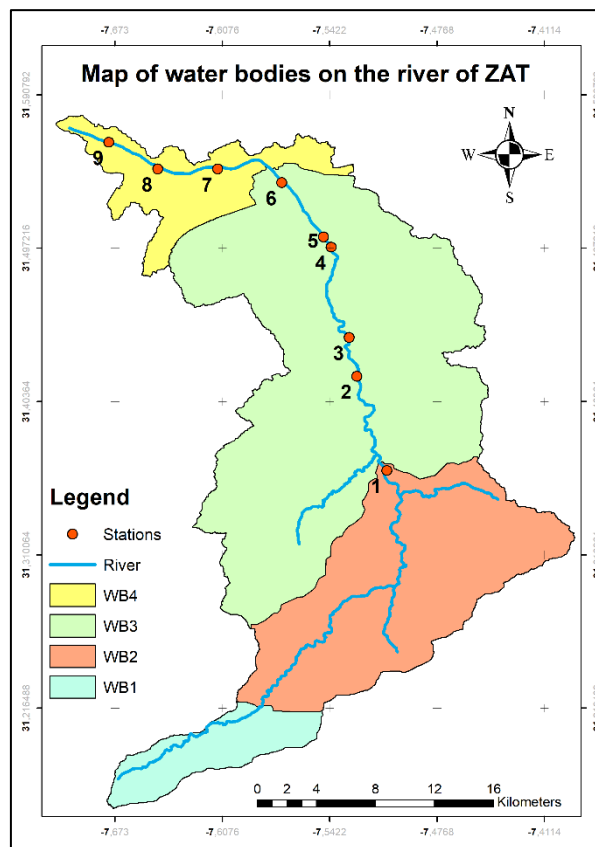 -7,673 -7,6076 -7,5422 -7,4768 -7,4114
Map of water bodies on the river of ZAT
31,590792
N
W E
S
9
8
7
6
5
4
31,497216
3
2
31,40364
1
Legend
Stations
River
WB4
WB3
WB2
WB1
31,310064
31,216488
0 2 4 8 12 16
Kilometers
-7,673 -7,6076 -7,5422 -7,4768 -7,4114